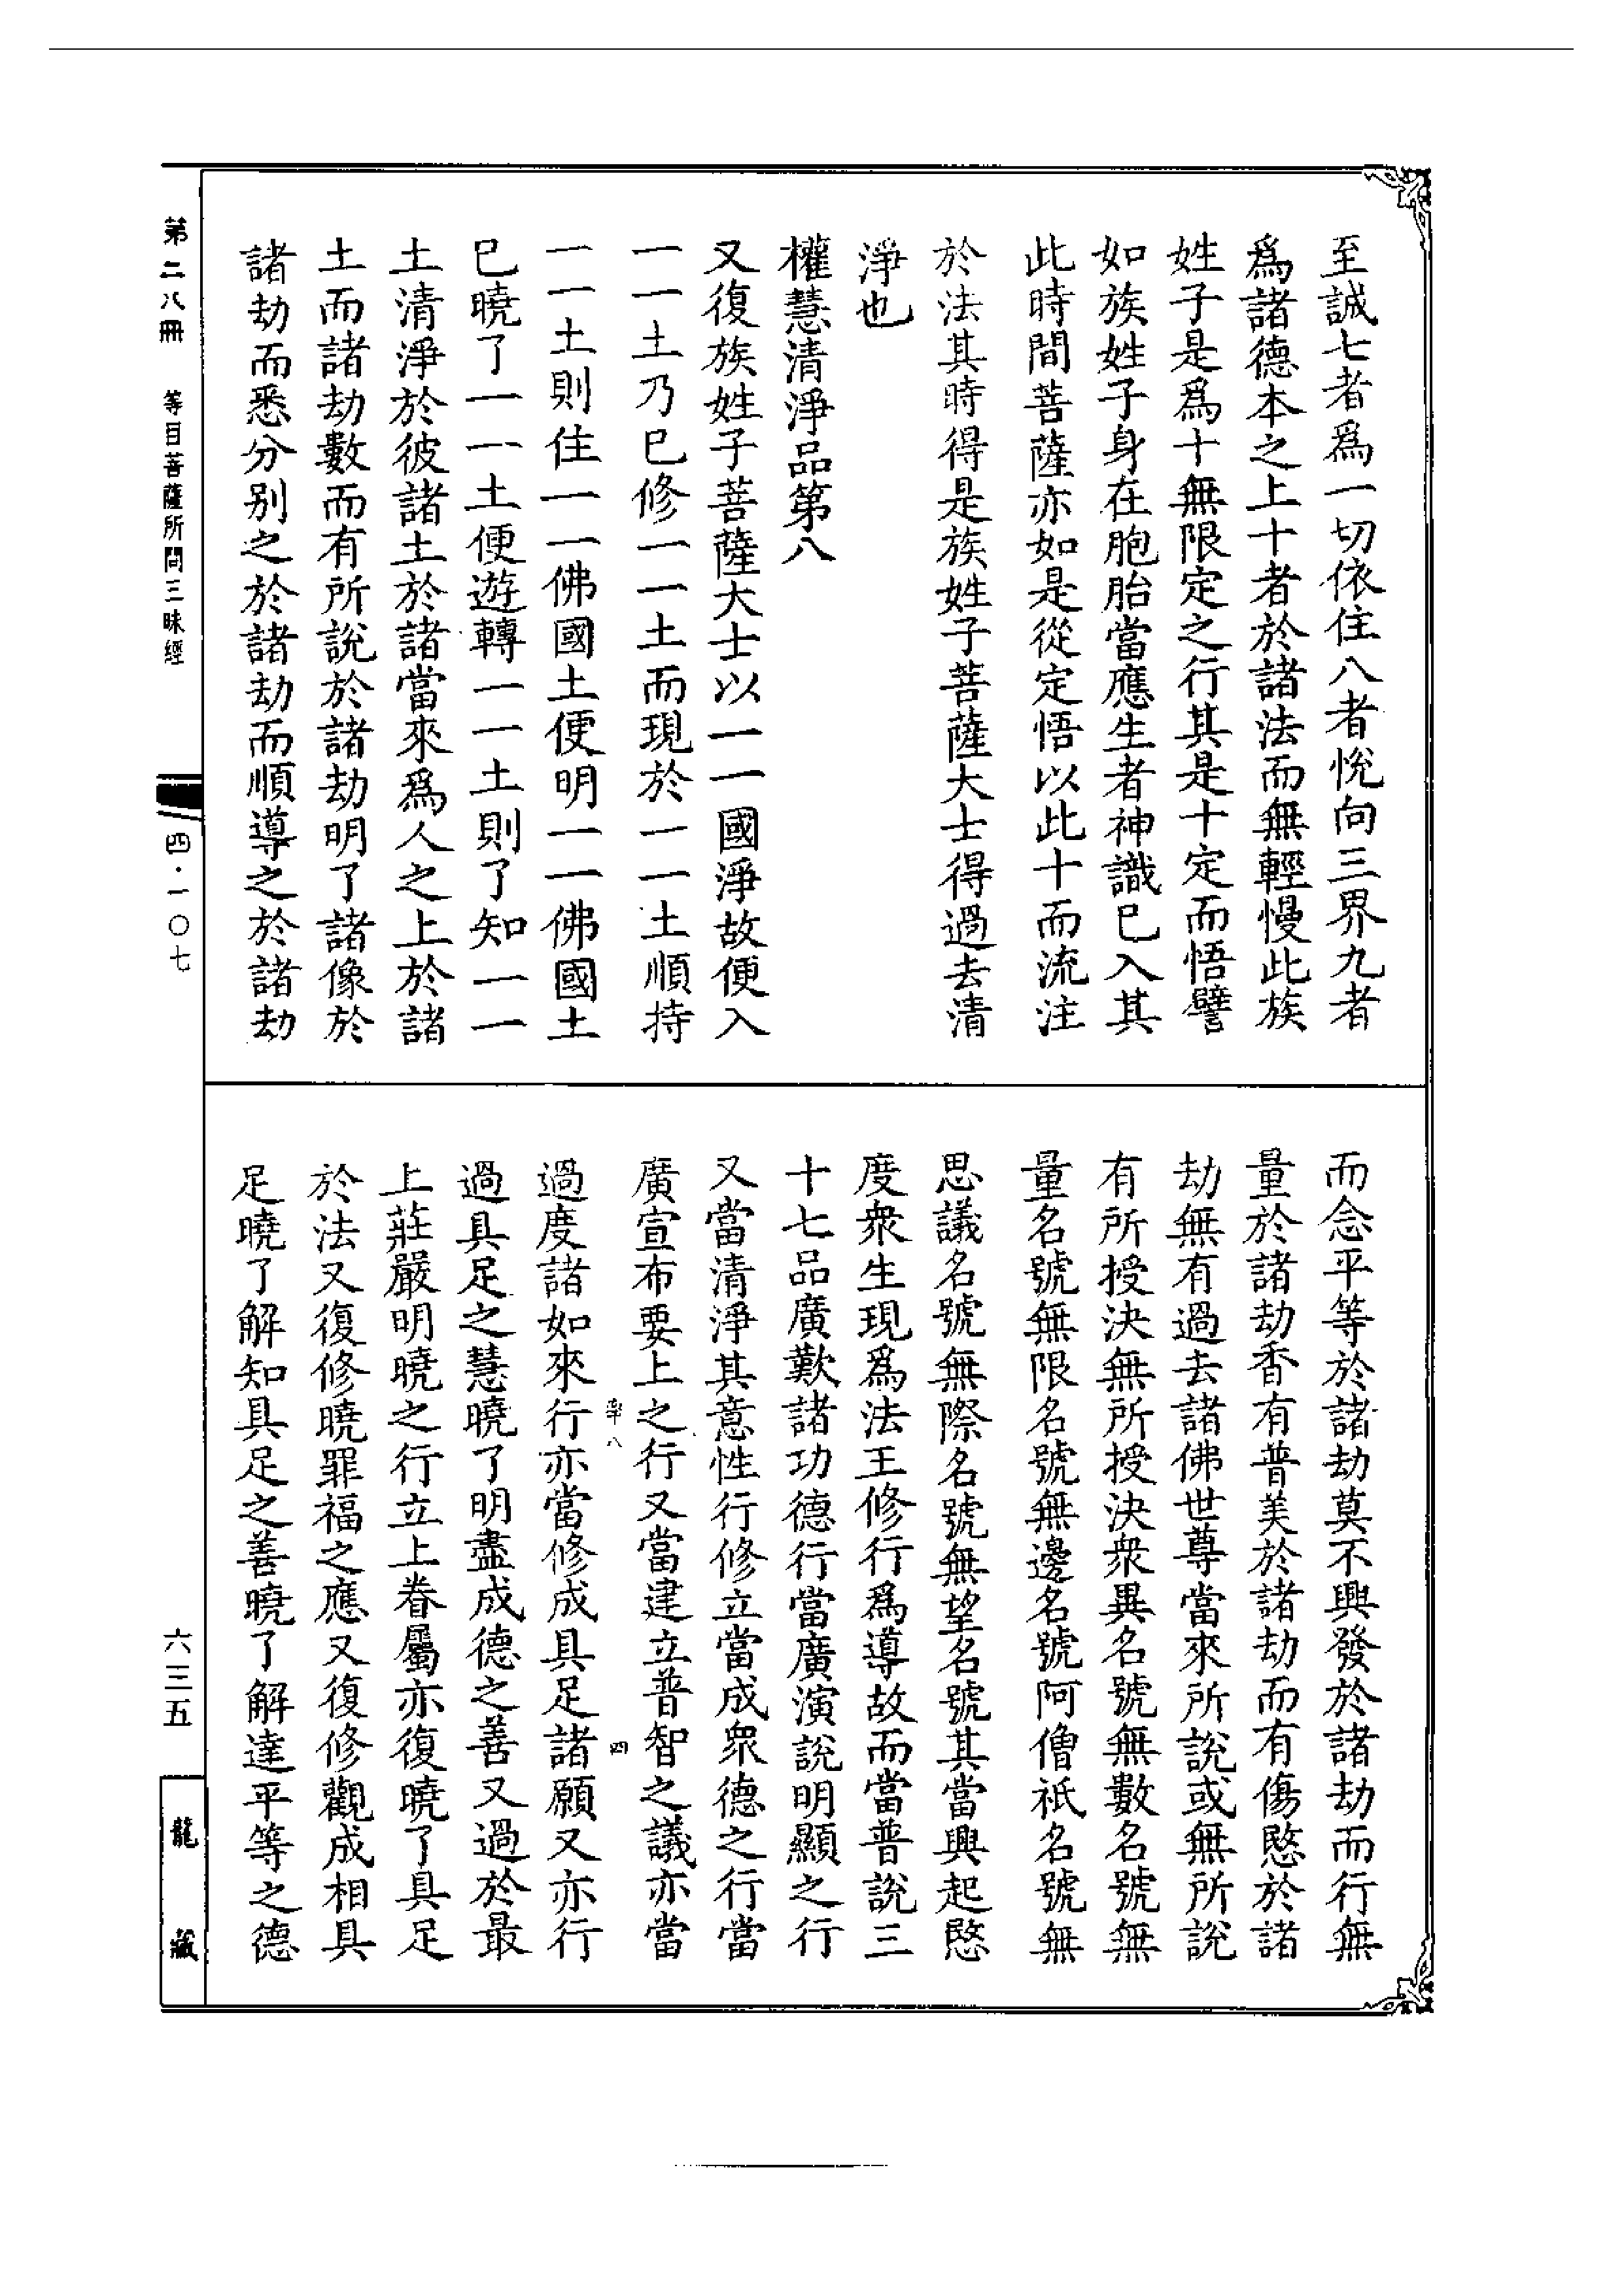 至誠七者爲一切依住八者悅向三界九者
爲諸德本之上十者於諸法而無輕慢此族
姓子是爲十無限定之行其是十定而悟譬
如族姓子身在胞胎當應生者神識已入其
此時間菩薩亦如是從定悟以此十而流注
於法其時得是族姓子菩薩大士得過去清
淨也
權慧清淨品第八
又復族姓子菩薩大士以一一國淨故便入
一一土乃已修一一土而現於一一土順持
一一土則住一一佛國土便明一一佛國土
已曉了一一土便遊轉一一土則了知一一
土清淨於彼諸土於諸當來爲人之上於諸
土而諸劫數而有所說於諸劫明了諸像於
諸劫而悉分别之於諸劫而順導之於諸劫
而念平等於諸劫莫不興發於諸劫而行無
量於諸劫香有普美於諸劫而有傷愍於諸
劫無有過去諸佛世尊當來所說或無所說
有所授決無所授決衆異名號無數名號無
量名號無限名號無邊名號阿僧祇名號無
思議名號無際名號無望名號其當興起愍
度衆生現爲法王修行爲導故而當普說三
十七品廣歎諸功德行當廣演說明顯之行
又當清淨其意性行修立當成衆德之行當
廣宣布要上之行又當建立普智之議亦當
過度諸如來行亦當修成具足諸願又亦行
過具足之慧曉了明盡成德之善又過於最
上莊嚴明曉之行立上眷屬亦復曉了具足
於法又復修曉罪福之應又復修觀成相具
足曉了解知具足之善曉了解達平等之德
八
四
第二八冊 等目菩薩所問三昧經
四·一〇七
六三五
龍藏